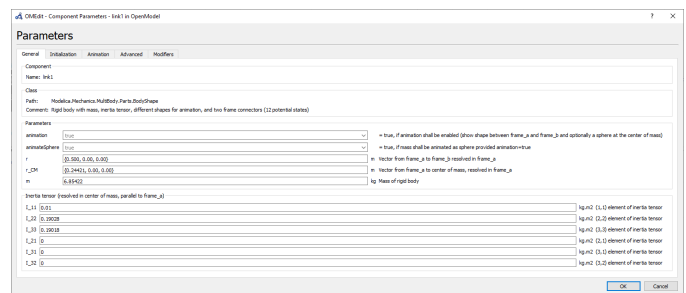 OMEdit - Component Parameters - link1 in OpenModel
Parameters
General Initialization Animation Advanced Modifiers
Component
Name: link1
Class
Path: Modelica.Mechanics.MultiBody.Parts.BodyShape
Comment: Rigid body with mass, inertia tensor, different shapes for animation, and two frame connectors (12 potential states)
Parameters
animation true = true, if animation shall be enabled (show shape between frame_a and frame_b and optionally a sphere at the center of mass)
animateSphere true = true, if mass shall be animated as sphere provided animation=true
r {0.500, 0.00, 0.00} m Vector from frame_a to frame_b resolved in frame_a
r_CM {0.24421, 0.00, 0.00} m Vector from frame_a to center of mass, resolved in frame_a
m 6.85422 kg Mass of rigid body
Inertia tensor (resolved in center of mass, parallel to frame_a)
I_11 0.01 kg.m2 (1,1) element of inertia tensor
I_22 0.19028 kg.m2 (2,2) element of inertia tensor
I_33 0.19018 kg.m2 (3,3) element of inertia tensor
I_21 0 kg.m2 (2,1) element of inertia tensor
I_31 0 kg.m2 (3,1) element of inertia tensor
I_32 0 kg.m2 (3,2) element of inertia tensor
OK Cancel